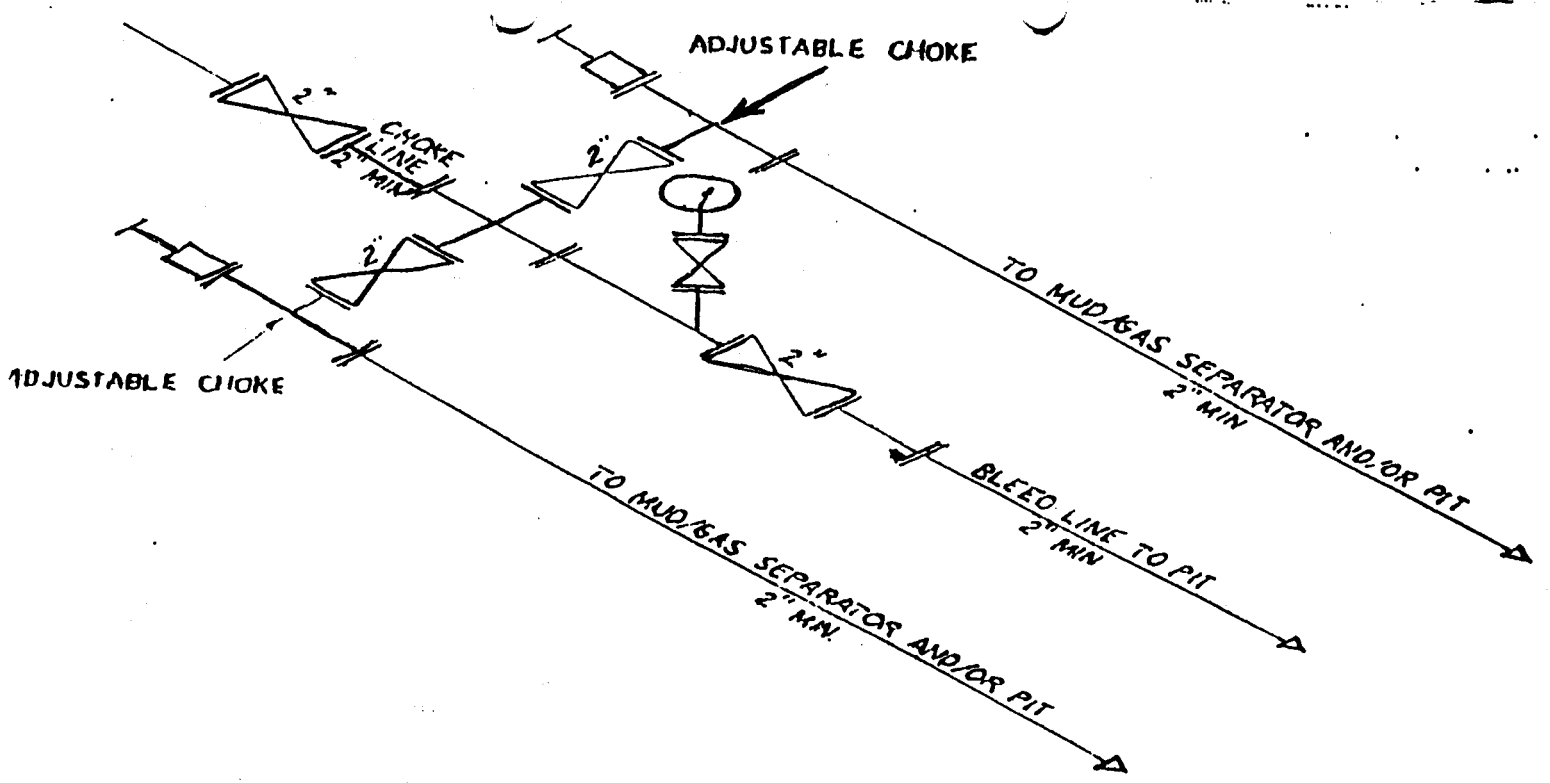 ADJUSTABLE CHOKE
2"
CHOKE
LINE
2" MIN
2"
2"
ADJUSTABLE CHOKE
2"
TO MUD/GAS SEPARATOR AND/OR PIT
2" MIN
BLEED LINE TO PIT
2" MIN
TO MUD/GAS SEPARATOR AND/OR PIT
2" MIN.